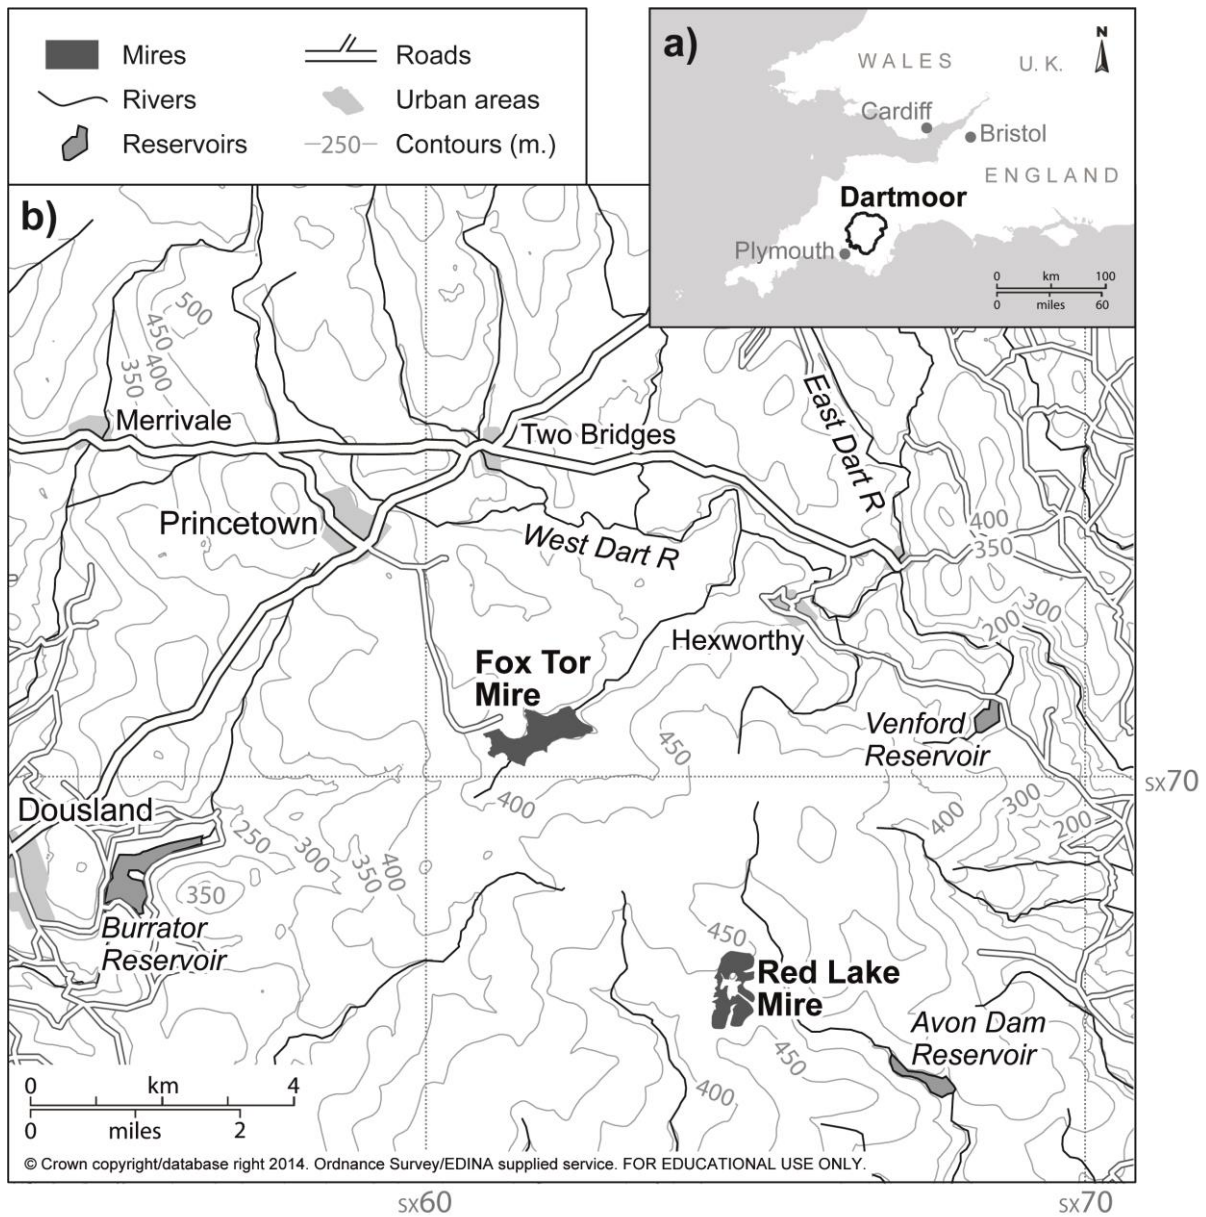 Mires
Rivers
Reservoirs
Roads
Urban areas
250
Contours (m.)
a)
N
WALES
U. K.
Cardiff
Bristol
ENGLAND
Dartmoor
Plymouth
0 km 100
0 miles 60
b)
500
450
400
350
Merrivale
Two Bridges
East Dart R
Princetown
West Dart R
400
350
300
200
Hexworthy
Fox Tor
Mire
Venford
Reservoir
450
400
SX70
Dousland
250
300
350
400
350
400
300
200
Burrator
Reservoir
450
Red Lake
Mire
Avon Dam
Reservoir
450
400
0 km 4
0 miles 2
© Crown copyright/database right 2014. Ordnance Survey/EDINA supplied service. FOR EDUCATIONAL USE ONLY.
SX60
SX70